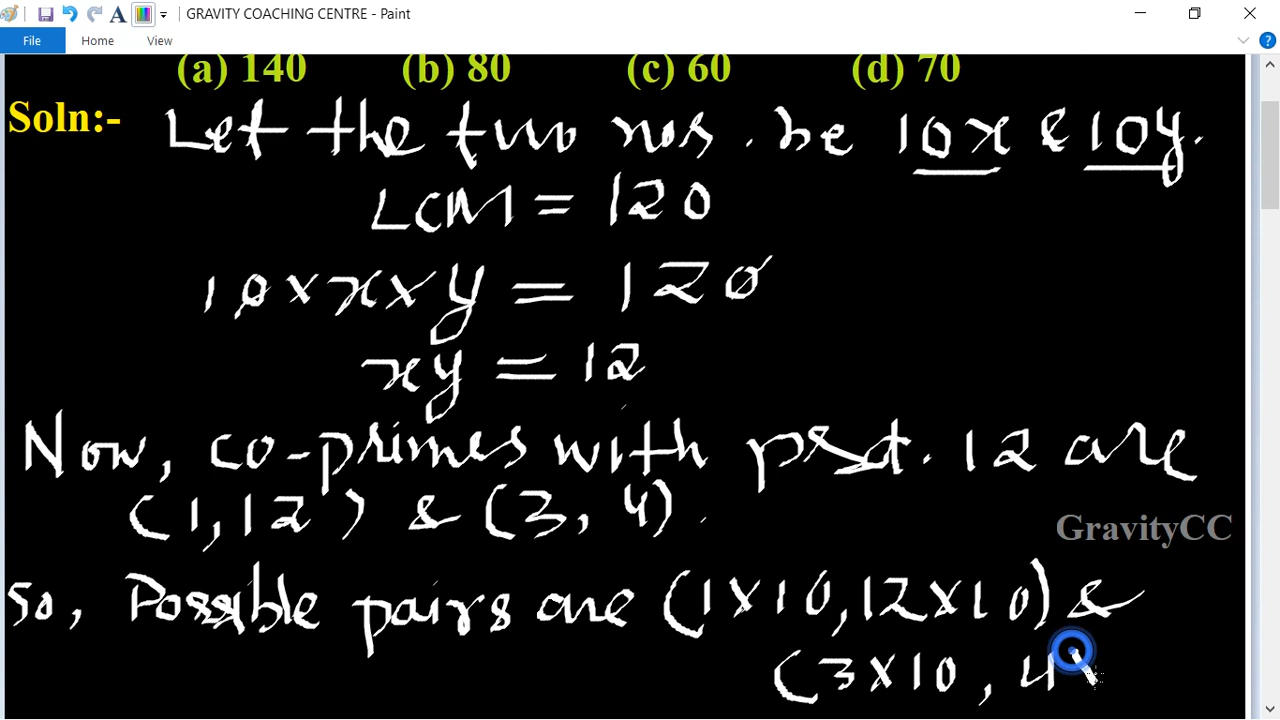 GRAVITY COACHING CENTRE - Paint
File Home View
(a) 140 (b) 80 (c) 60 (d) 70
Soln:- Let the two nos. be 10x & 10y.
LCM = 120
10×x×y = 120
xy = 12
Now, co-primes with prdt. 12 are
(1, 12) & (3, 4).
GravityCC
So, Possible pairs are (1×10, 12×10) &
(3×10, 4×